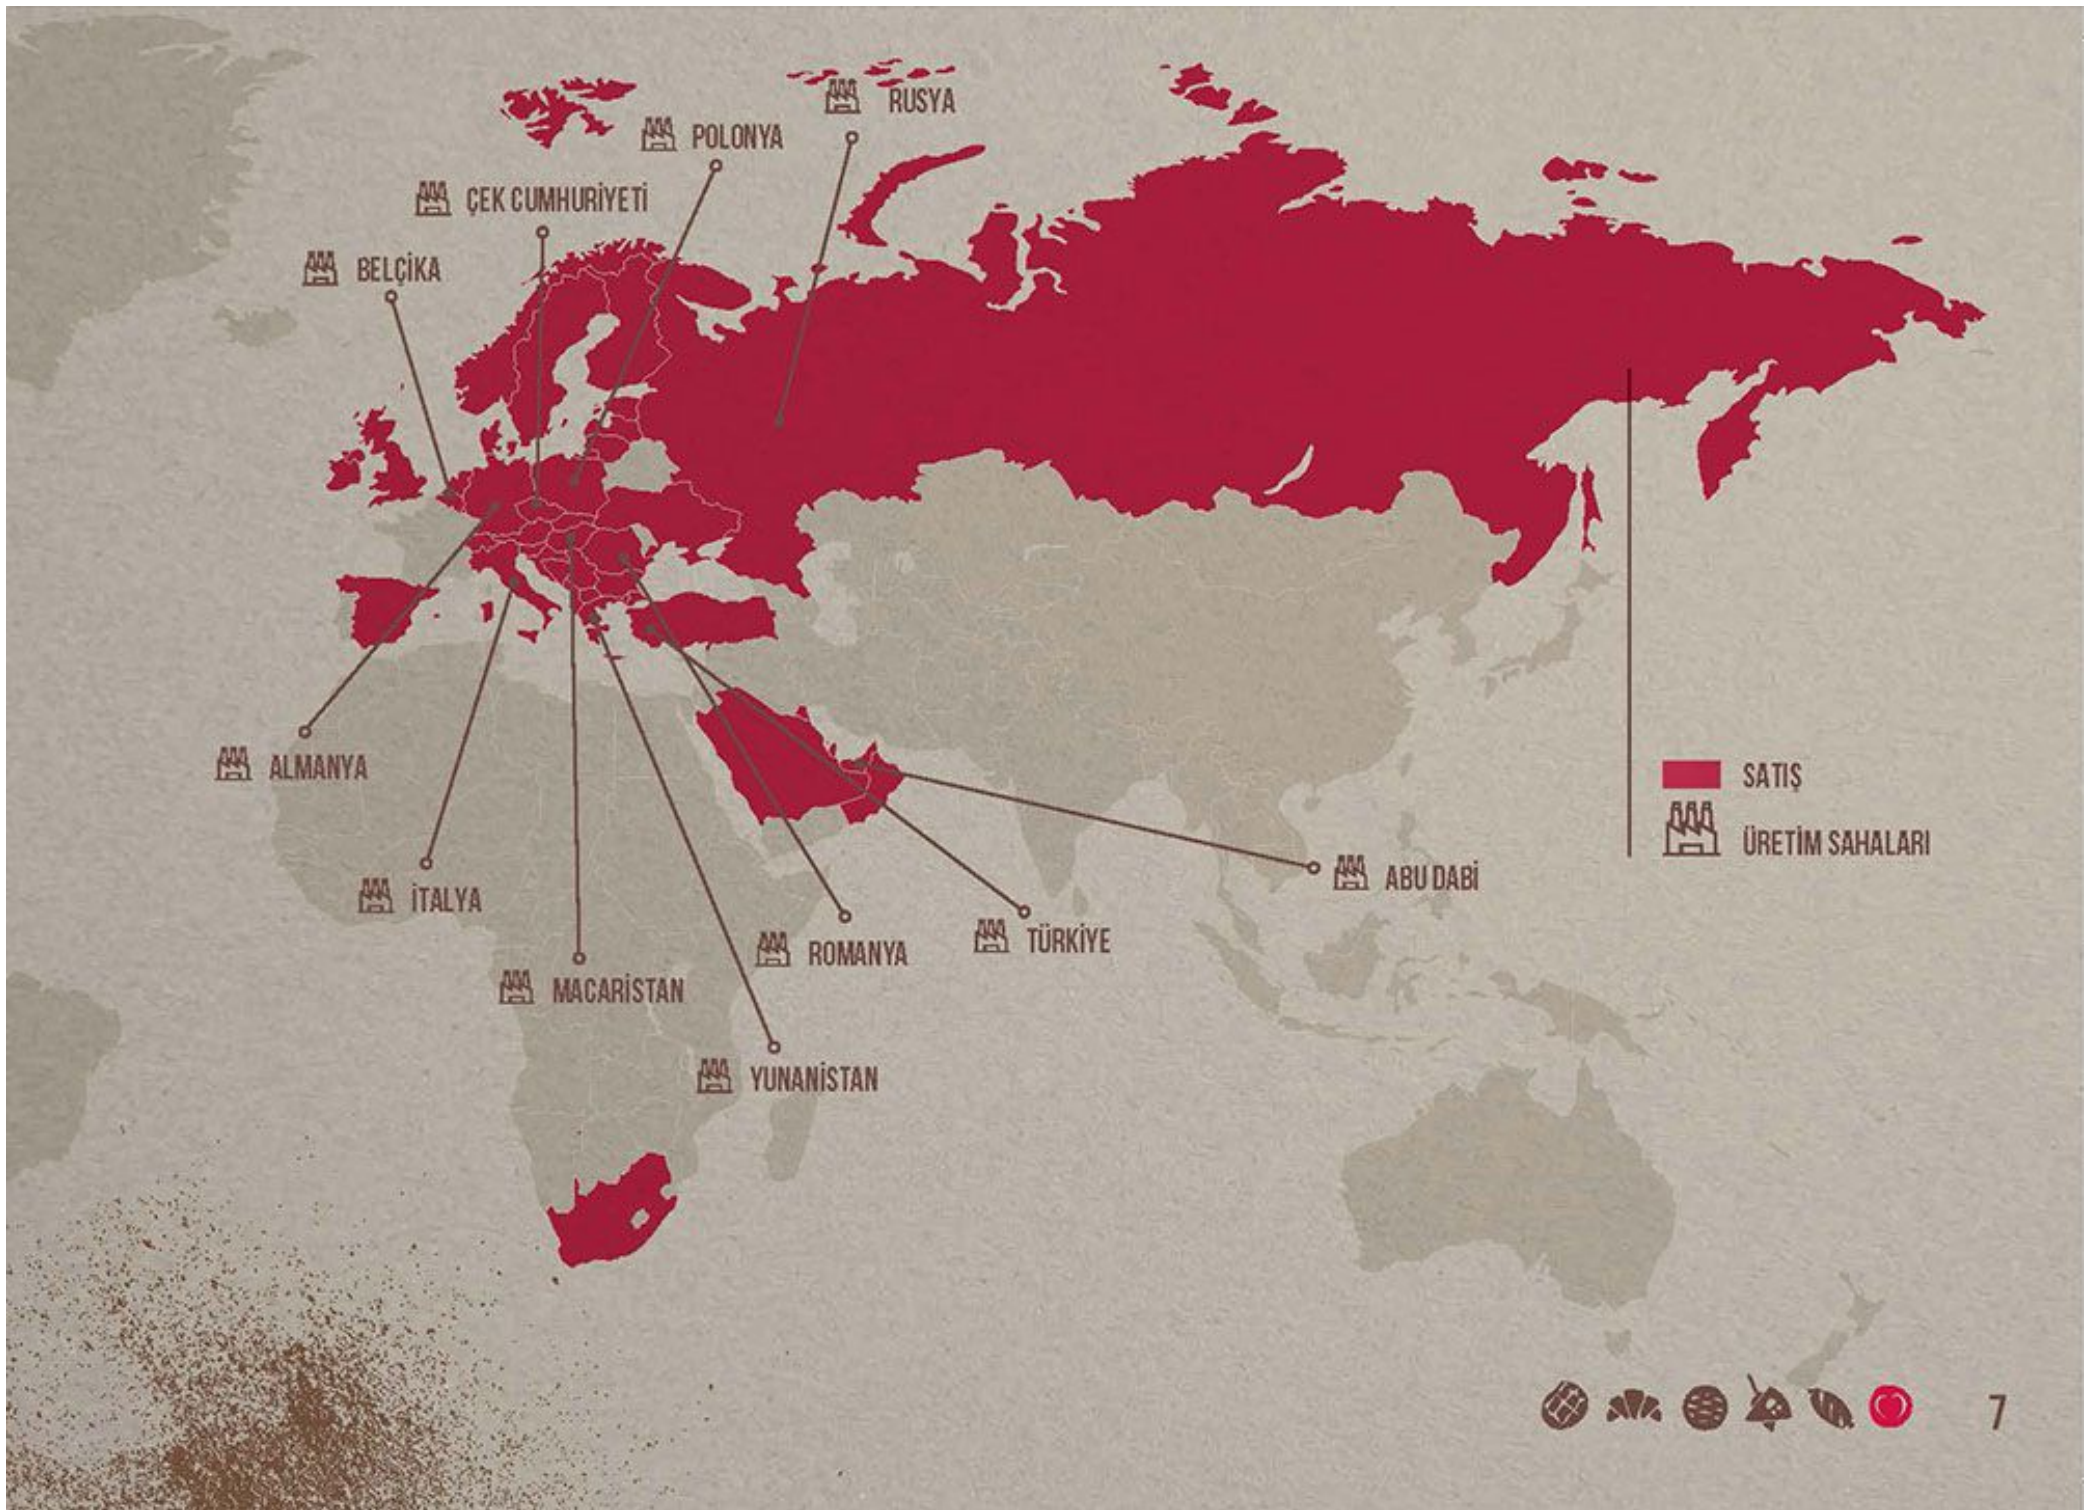 RUSYA
POLONYA
ÇEK CUMHURİYETİ
BELÇİKA
ALMANYA
SATIŞ
ÜRETİM SAHALARI
ABU DABİ
İTALYA
TÜRKİYE
ROMANYA
MACARİSTAN
YUNANİSTAN
7